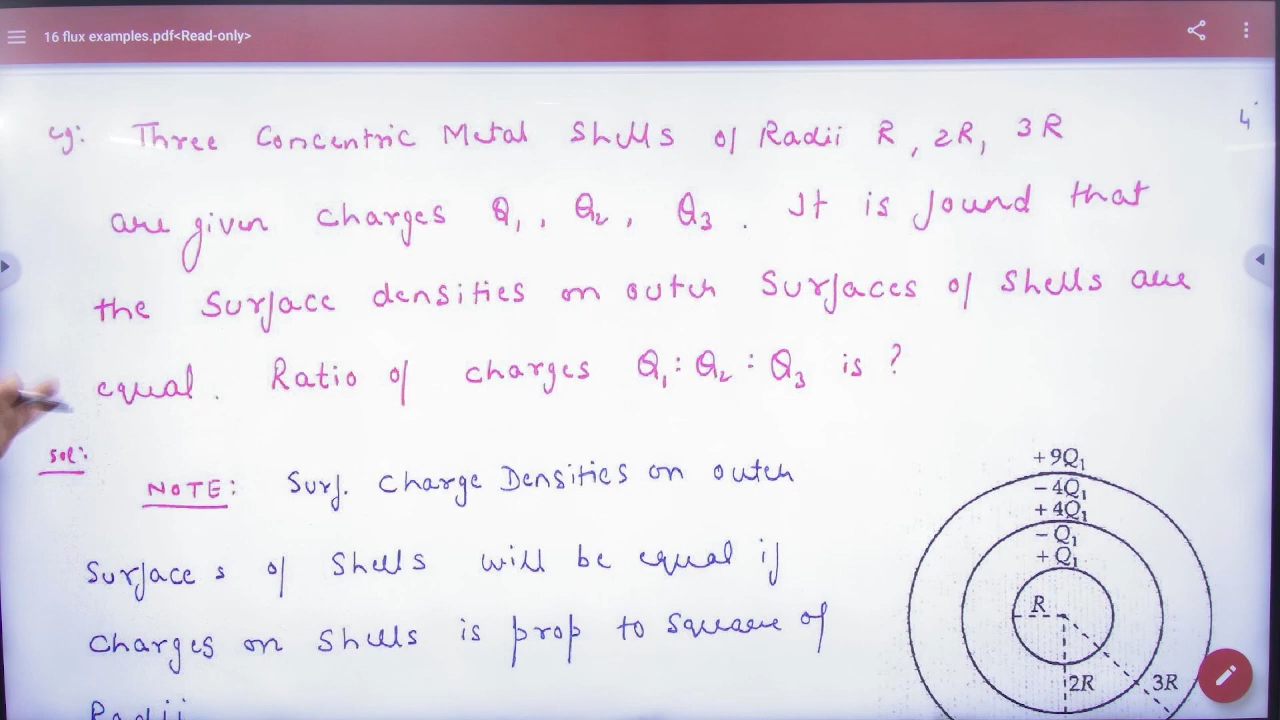 16 flux examples.pdf<Read-only>
4
eg: Three Concentric Metal Shells of Radii R, 2R, 3R
are given charges Q1, Q2, Q3. It is found that
the Surface densities on outer Surfaces of Shells are
equal. Ratio of charges Q1 : Q2 : Q3 is ?
Sol:
NOTE: Surf. Charge Densities on outer
Surfaces of Shells will be equal if
Charges on Shells is prop to Square of
Radii
+9Q1
-4Q1
+4Q1
-Q1
+Q1
R
2R
3R